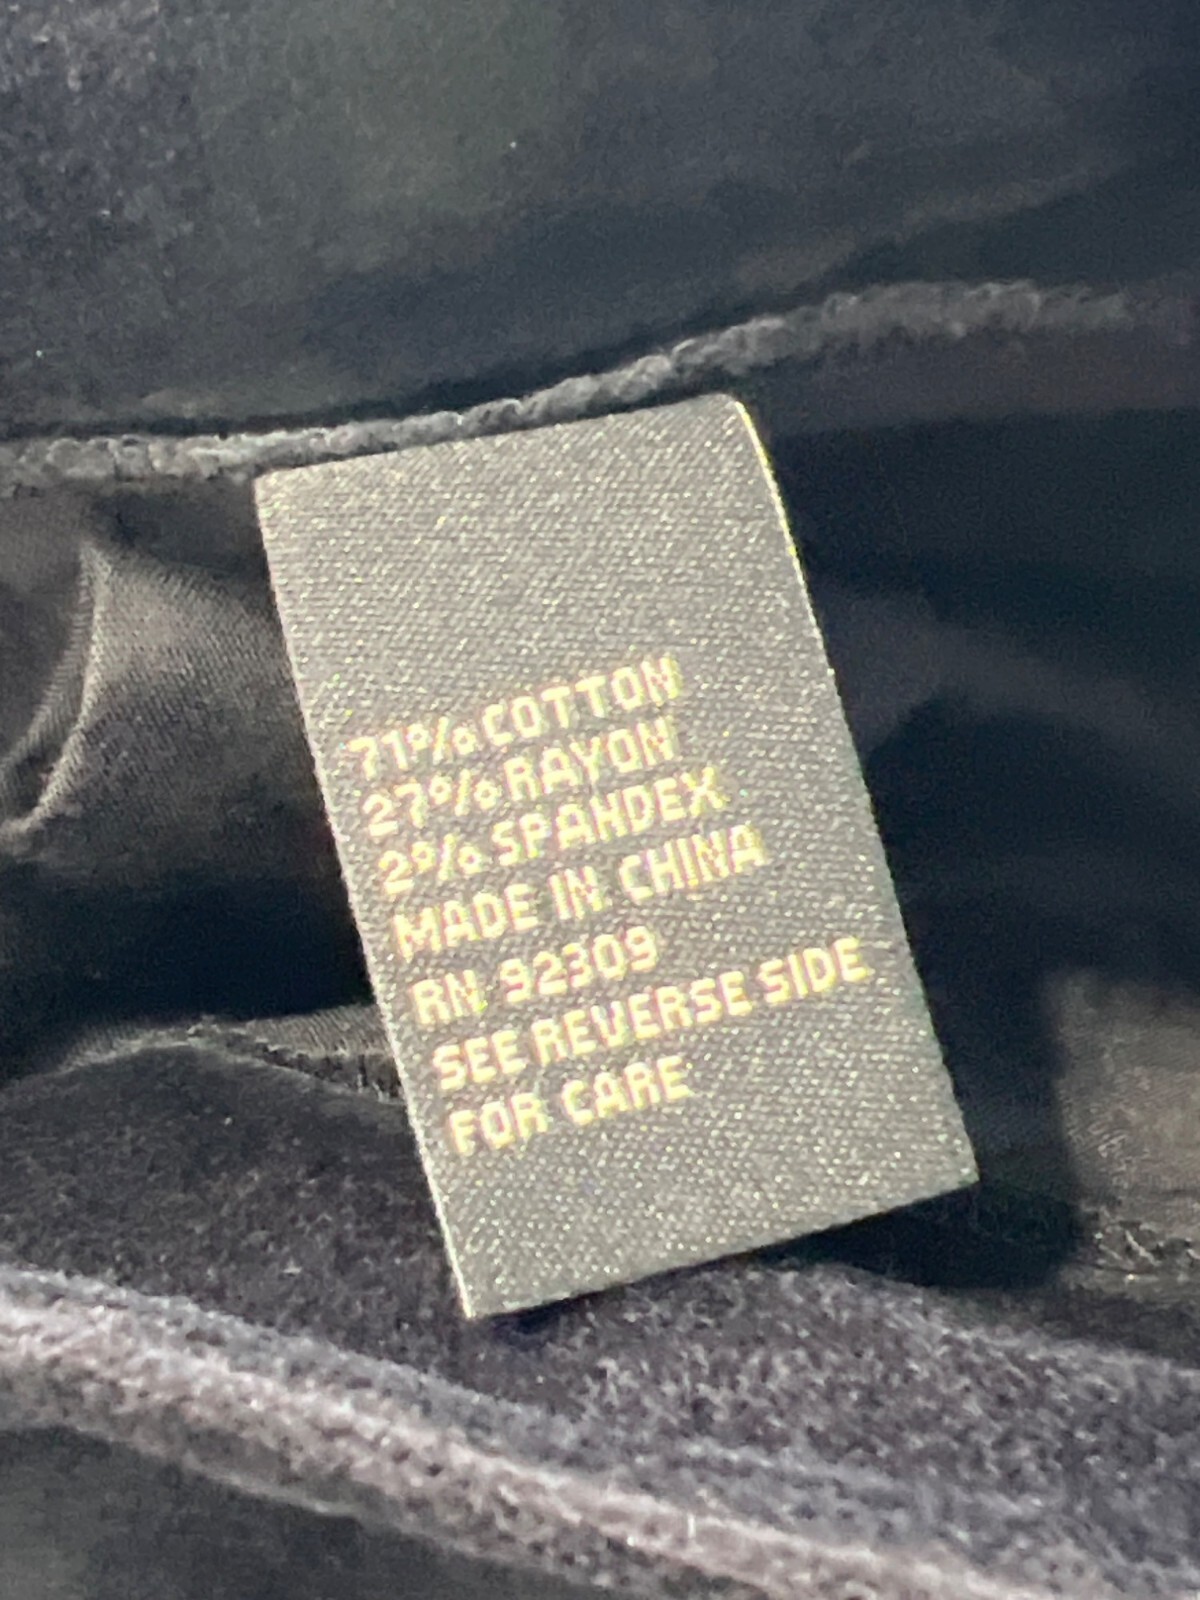 71% COTTON
27% RAYON
2% SPANDEX
MADE IN CHINA
RN 92309
SEE REVERSE SIDE
FOR CARE